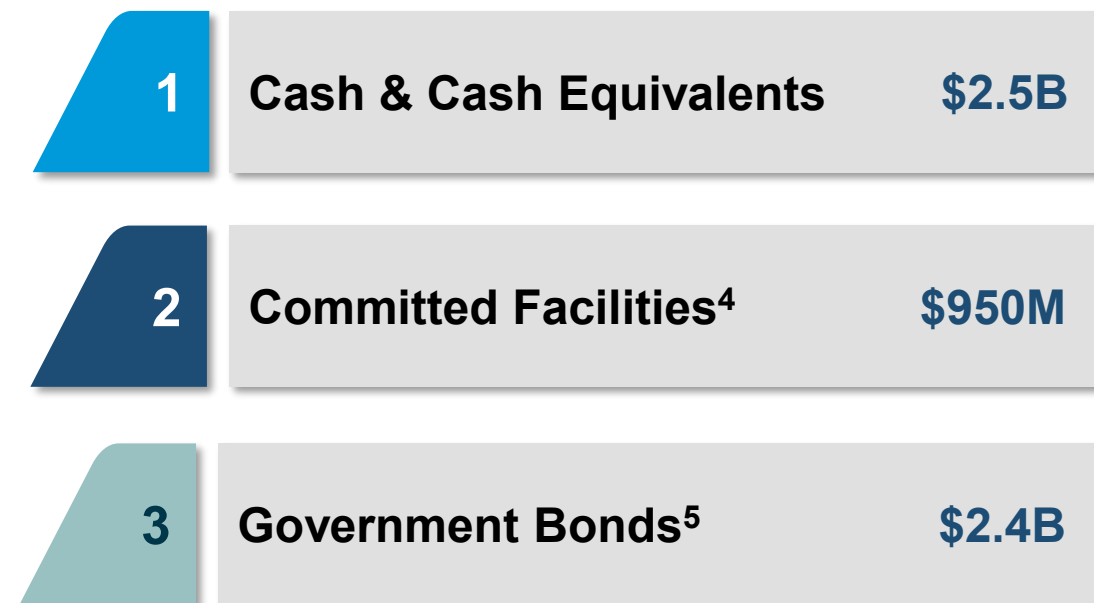 1 Cash & Cash Equivalents $2.5B
2 Committed Facilities⁴ $950M
3 Government Bonds⁵ $2.4B